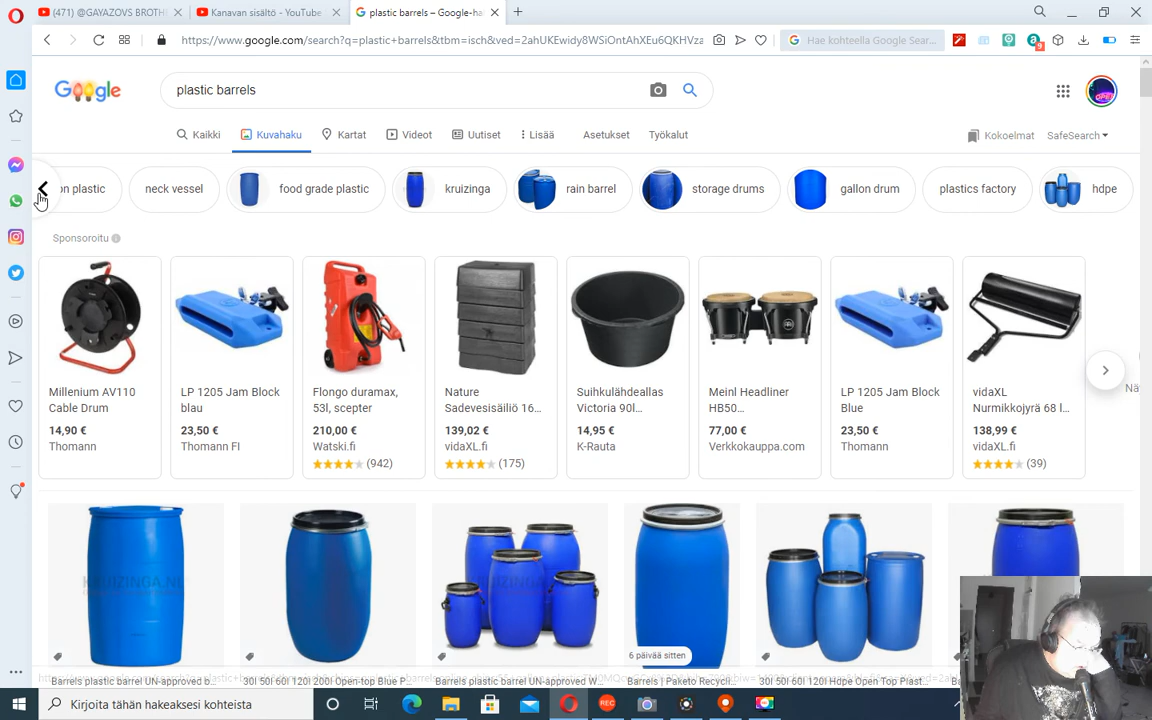 (471) @GAYAZOVS BROTH
Kanavan sisältö - YouTube
plastic barrels – Google-ha
https://www.google.com/search?q=plastic+barrels&tbm=isch&ved=2ahUKEwidy8WSiOntAhXEu6QKHVza
Hae kohteella Google Sear...
9
Google
plastic barrels
Kaikki
Kuvahaku
Kartat
Videot
Uutiset
Lisää
Asetukset
Työkalut
Kokoelmat
SafeSearch
on plastic
neck vessel
food grade plastic
kruizinga
rain barrel
storage drums
gallon drum
plastics factory
hdpe
Sponsoroitu
Millenium AV110
Cable Drum
14,90 €
Thomann
LP 1205 Jam Block
blau
23,50 €
Thomann FI
Flongo duramax,
53l, scepter
210,00 €
Watski.fi
(942)
Nature
Sadevesisäiliö 16...
139,02 €
vidaXL.fi
(175)
Suihkulähdeallas
Victoria 90l...
14,95 €
K-Rauta
Meinl Headliner
HB50...
77,00 €
Verkkokauppa.com
LP 1205 Jam Block
Blue
23,50 €
Thomann
vidaXL
Nurmikkojyrä 68 l...
138,99 €
vidaXL.fi
(39)
KRUIZINGA.NL
6 päivää sitten
Barrels plastic barrel UN-approved o...
30l 50l 120l 200l Open-top Blue P...
Barrels plastic barrel UN-approved W...
Barrels | Paketo Recycli...
30l 60l 120l Pipe Open Top Plast...
Kirjoita tähän hakeaksesi kohteista
REC